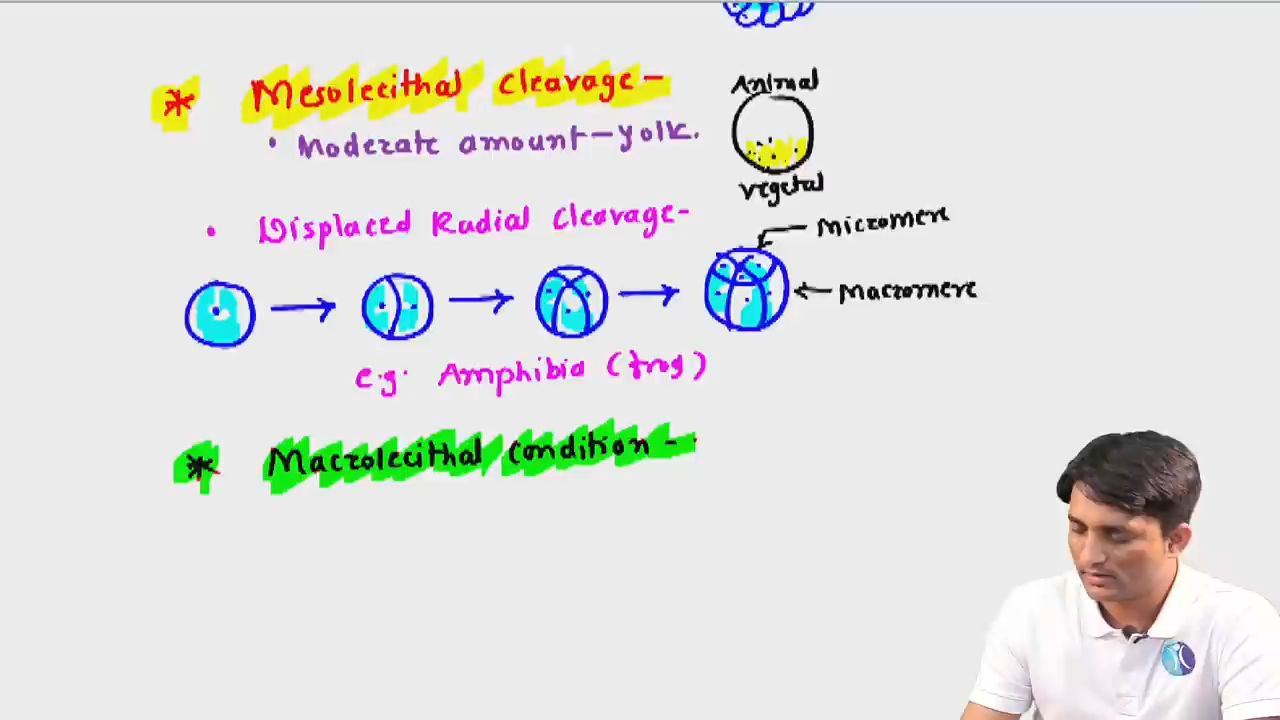 * Mesolecithal Cleavage-
• Moderate amount-yolk.
Animal
vegetal
• Displaced Radial Cleavage-
Micromere
Macromere
e.g. Amphibia (frog)
* Macrolecithal condition-